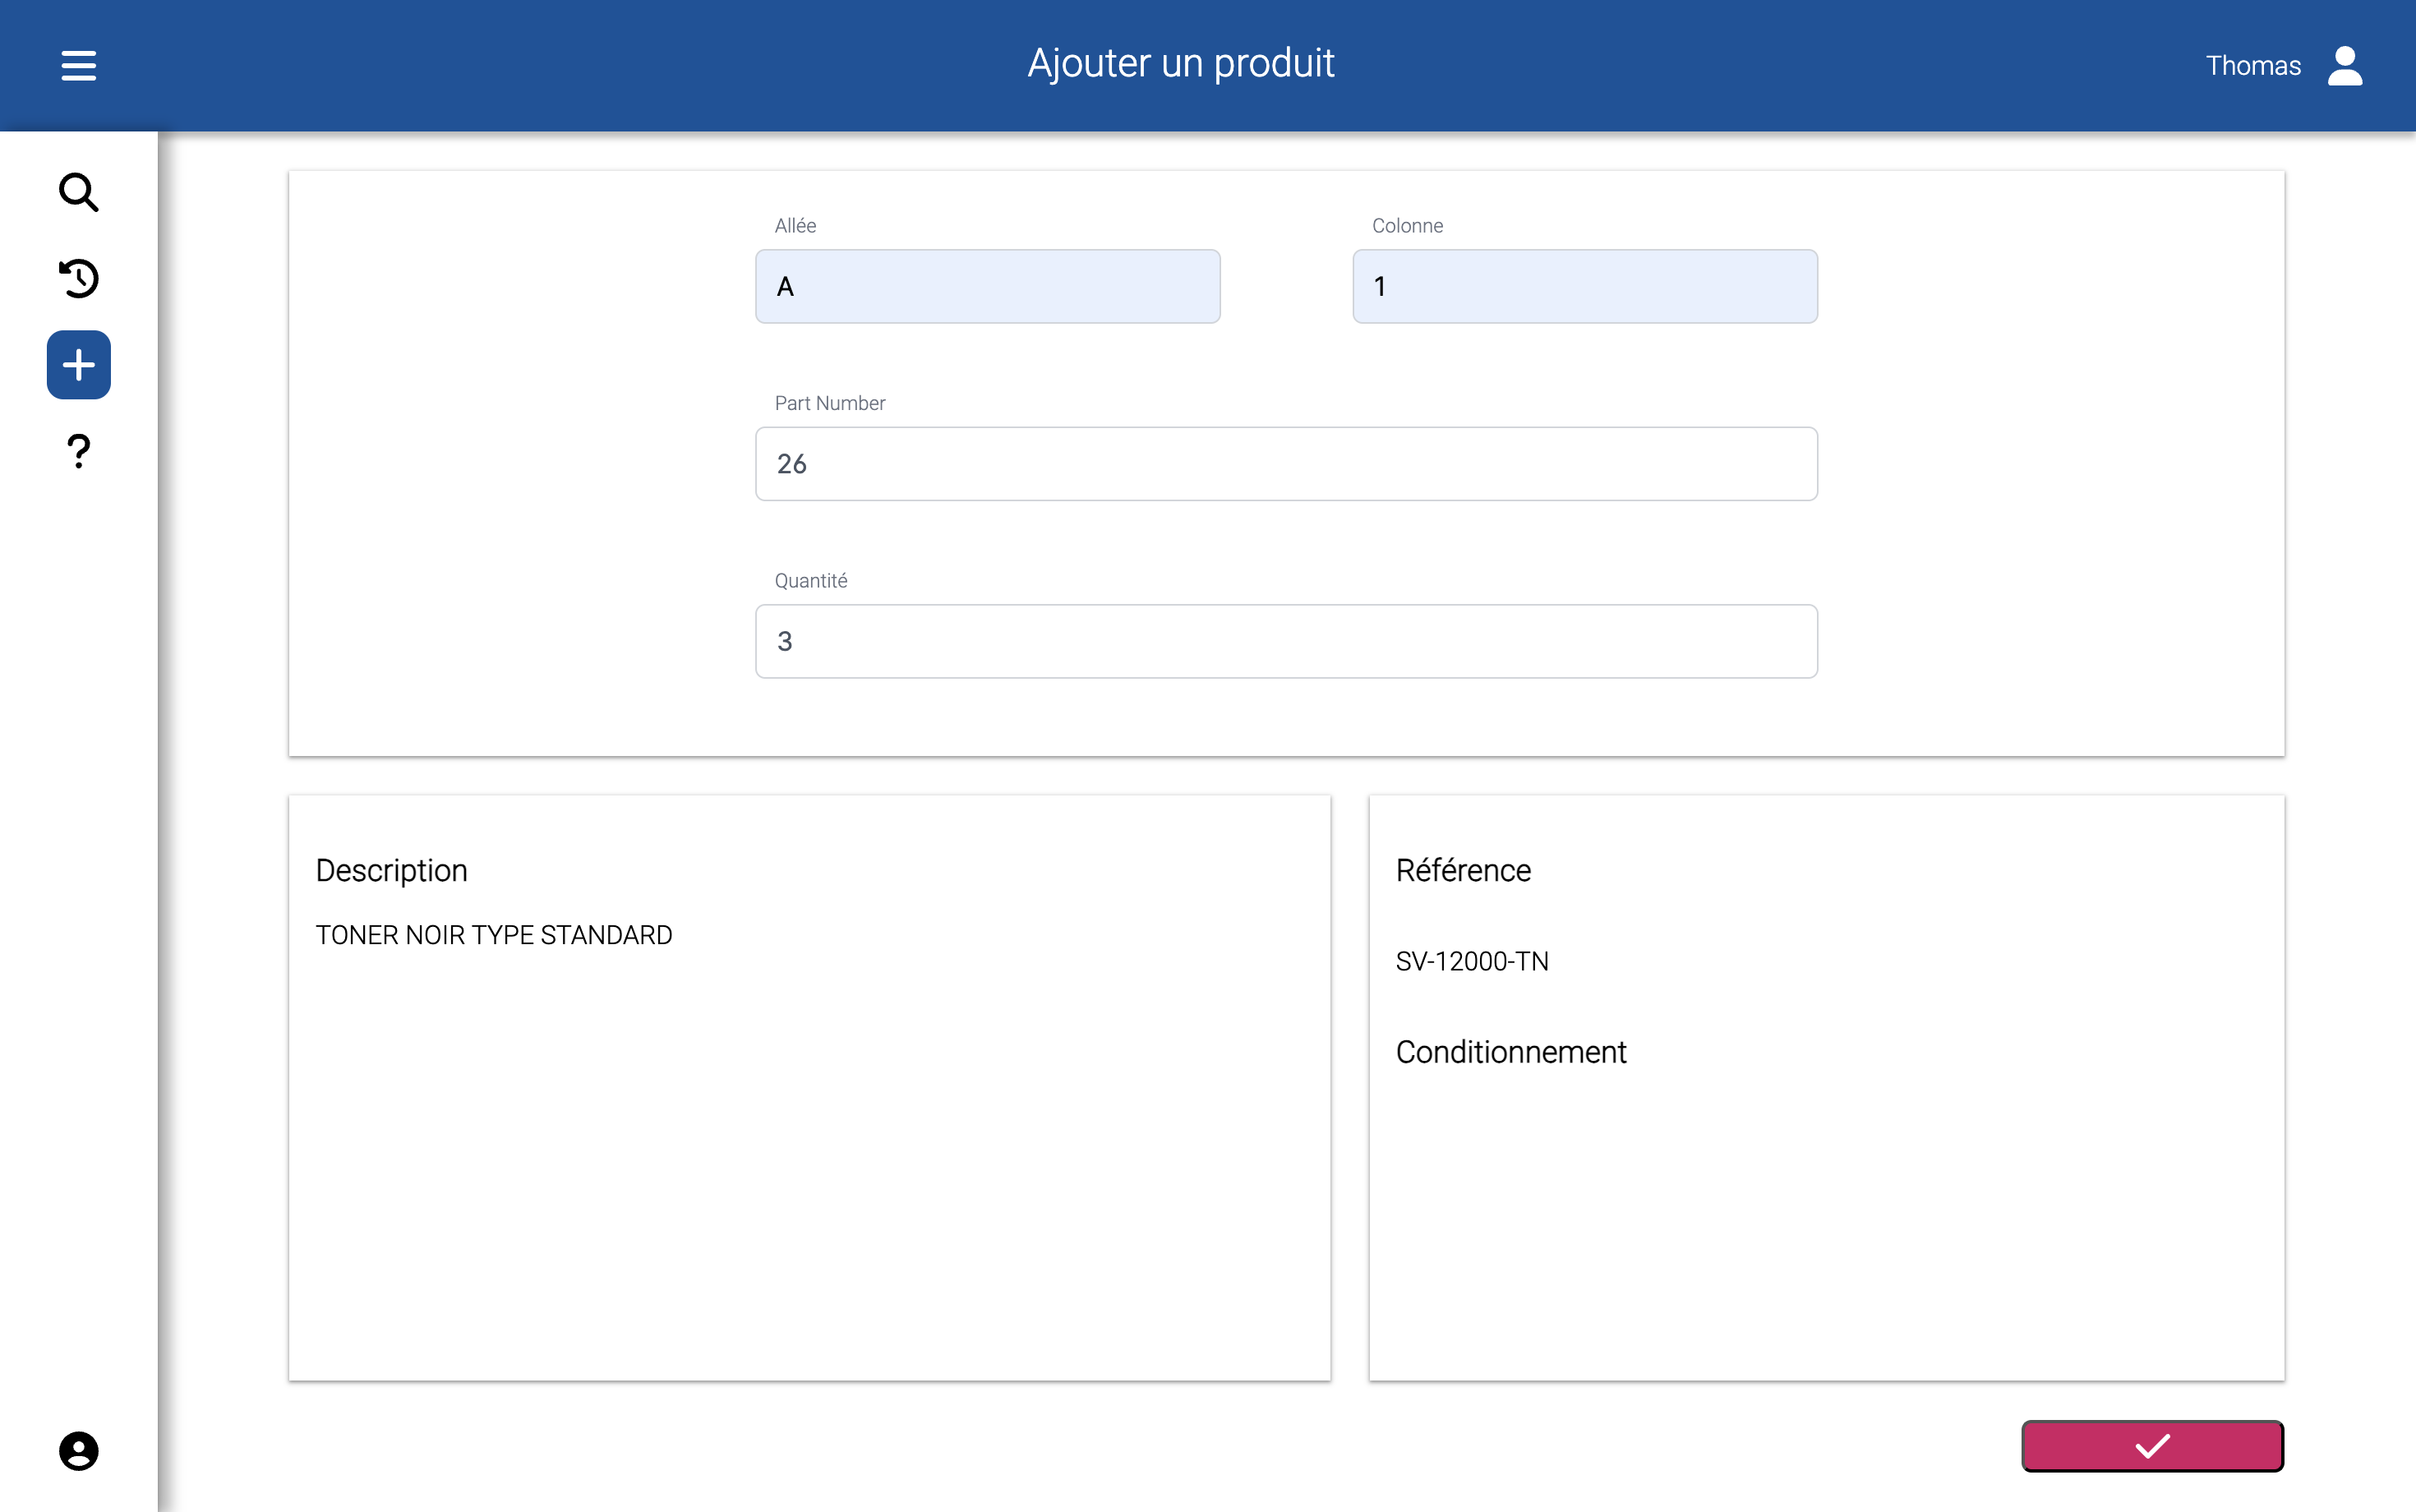 Ajouter un produit
Thomas
Allée
Colonne
A
1
Part Number
26
Quantité
3
Description
TONER NOIR TYPE STANDARD
Référence
SV-12000-TN
Conditionnement